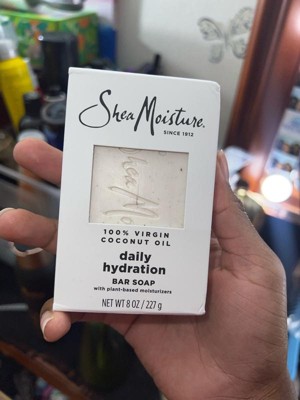 SheaMoisture.
SINCE 1912
100% VIRGIN
COCONUT OIL
daily
hydration
BAR SOAP
with plant-based moisturizers
NET WT 8 OZ / 227 g